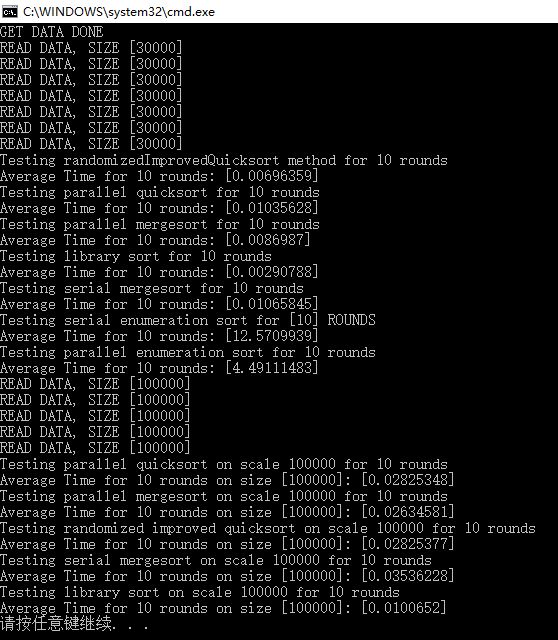 C:\WINDOWS\system32\cmd.exe
GET DATA DONE
READ DATA, SIZE [30000]
READ DATA, SIZE [30000]
READ DATA, SIZE [30000]
READ DATA, SIZE [30000]
READ DATA, SIZE [30000]
READ DATA, SIZE [30000]
READ DATA, SIZE [30000]
Testing randomizedImprovedQuicksort method for 10 rounds
Average Time for 10 rounds: [0.00696359]
Testing parallel quicksort for 10 rounds
Average Time for 10 rounds: [0.01035628]
Testing parallel mergesort for 10 rounds
Average Time for 10 rounds: [0.0086987]
Testing library sort for 10 rounds
Average Time for 10 rounds: [0.00290788]
Testing serial mergesort for 10 rounds
Average Time for 10 rounds: [0.01065845]
Testing serial enumeration sort for [10] ROUNDS
Average Time for 10 rounds: [12.5709939]
Testing parallel enumeration sort for 10 rounds
Average Time for 10 rounds: [4.49111483]
READ DATA, SIZE [100000]
READ DATA, SIZE [100000]
READ DATA, SIZE [100000]
READ DATA, SIZE [100000]
READ DATA, SIZE [100000]
Testing parallel quicksort on scale 100000 for 10 rounds
Average Time for 10 rounds on size [100000]: [0.02825348]
Testing parallel mergesort on scale 100000 for 10 rounds
Average Time for 10 rounds on size [100000]: [0.02634581]
Testing randomized improved quicksort on scale 100000 for 10 rounds
Average Time for 10 rounds on size [100000]: [0.02825377]
Testing serial mergesort on scale 100000 for 10 rounds
Average Time for 10 rounds on size [100000]: [0.03536228]
Testing library sort on scale 100000 for 10 rounds
Average Time for 10 rounds on size [100000]: [0.0100652]
请按任意键继续. . .